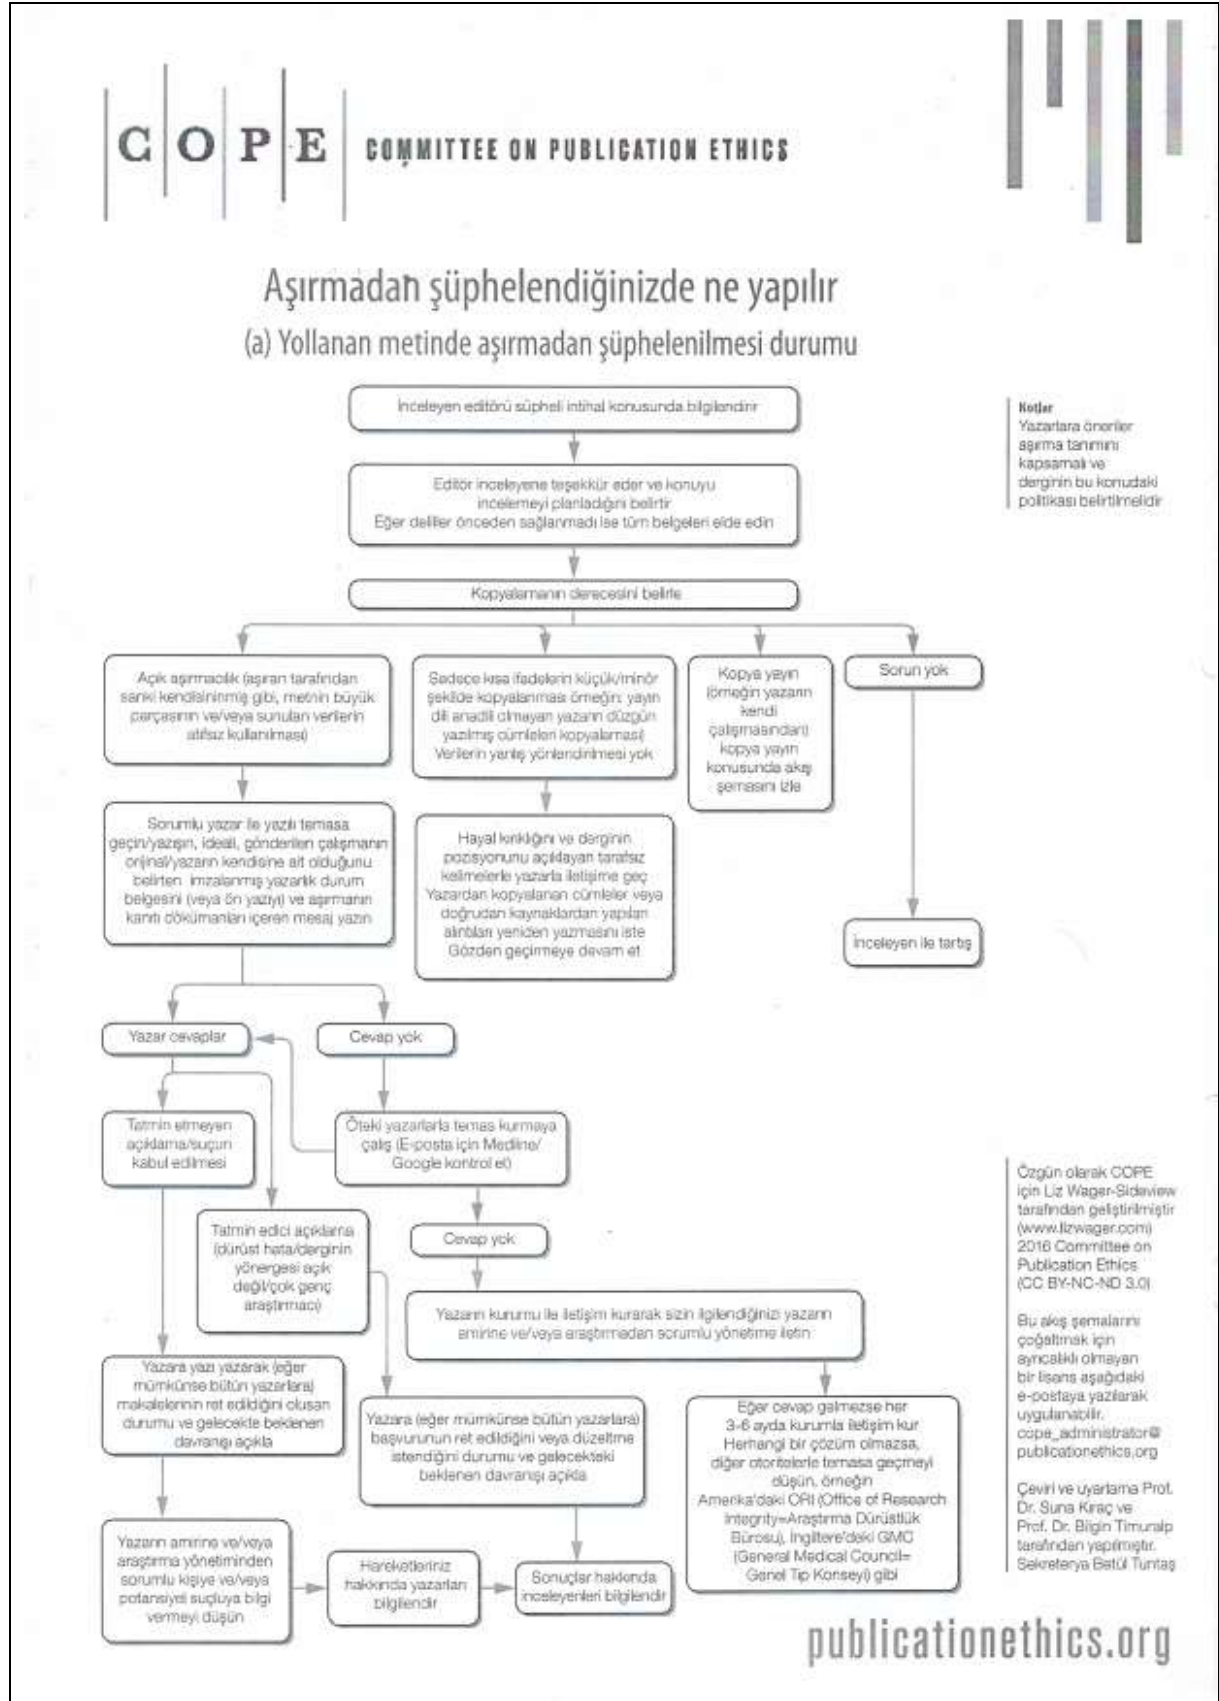 COPE
COMMITTEE ON PUBLICATION ETHICS
Aşırmadan şüphelendiğinizde ne yapılır
(a) Yollanan metinde aşırmadan şüphelenilmesi durumu
İnceleyen editörü süpheli intihal konusunda bilgilendirir
Notlar
Yazarlara öneriler
aşırma tanımını
kapsamalı ve
derginin bu konudaki
politikası belirtilmelidir
Editör inceleyene teşekkür eder ve konuyu
incelemeyi planladığını belirtir
Eğer deliller önceden sağlanmadı ise tüm belgeleri elde edin
Kopyalamanın derecesini belirle
Açık aşırmacılık (aşıran tarafından
sanki kendisininmiş gibi, metnin büyük
parçasının ve/veya sunulan verilerin
atıfsız kullanılması)
Sadece kısa ifadelerin küçük/minör
şekilde kopyalanması örneğin: yayın
dili anadili olmayan yazarın düzgün
yazılmış cümleleri kopyalaması)
Verilerin yanlış yönlendirilmesi yok
Kopya yayın
(örneğin yazarın
kendi
çalışmasından)
kopya yayın
konusunda akış
şemasını izle
Sorun yok
Sorumlu yazar ile yazılı temasa
geçin/yazışın, ideali, gönderilen çalışmanın
orijinal/yazarın kendisine ait olduğunu
belirten imzalanmış yazarlık durum
belgesini (veya ön yazıyı) ve aşırmanın
kanıtı dökümanları içeren mesaj yazın
Hayal kırıklığını ve derginin
pozisyonunu açıklayan tarafsız
kelimelerle yazarla iletişime geç
Yazardan kopyalanan cümleler veya
doğrudan kaynaklardan yapılan
alıntıları yeniden yazmasını iste
Gözden geçirmeye devam et
İnceleyen ile tartış
Yazar cevaplar
Cevap yok
Tatmin etmeyen
açıklama/suçun
kabul edilmesi
Öteki yazarlarla temas kurmaya
çalış (E-posta için Medline/
Google kontrol et)
Tatmin edici açıklama
(dürüst hata/derginin
yönergesi açık
değil/çok genç
araştırmacı)
Cevap yok
Yazarın kurumu ile iletişim kurarak sizin ilgilendiğinizi yazarın
amirine ve/veya araştırmadan sorumlu yönetime iletin
Yazara yazı yazarak (eğer
mümkünse bütün yazarlara)
makalelerinin ret edildiğini olusan
durumu ve gelecekte beklenen
davranışı açıkla
Yazara (eğer mümkünse bütün yazarlara)
başvurunun ret edildiğini veya düzeltme
istendiğini durumu ve gelecekteki
beklenen davranışı açıkla
Eğer cevap gelmezse her
3-6 ayda kurumla iletişim kur
Herhangi bir çözüm olmazsa,
diğer otoritelerle temasa geçmeyi
düşün, örneğin
Amerika'daki ORI (Office of Research
Integrity=Araştırma Dürüstlük
Bürosu), İngiltere'deki GMC
(General Medical Council=
Genel Tıp Konseyi) gibi
Yazarın amirine ve/veya
araştırma yönetiminden
sorumlu kişiye ve/veya
potansiyel suçluya bilgi
vermeyi düşün
Hareketleriniz
hakkında yazarları
bilgilendir
Sonuçlar hakkında
inceleyenleri bilgilendir
Özgün olarak COPE
için Liz Wager-Sideview
tarafından geliştirilmiştir
(www.lizwager.com)
2016 Committee on
Publication Ethics
(CC BY-NC-ND 3.0)
Bu akış şemalarını
çoğaltmak için
ayrıcalıklı olmayan
bir lisans aşağıdaki
e-postaya yazılarak
uygulanabilir.
cope_administrator@
publicationethics.org
Çeviri ve uyarlama Prof.
Dr. Suna Kıraç ve
Prof. Dr. Bilgin Timuralp
tarafından yapılmıştır.
Sekreterya Betül Tuntaş
publicationethics.org